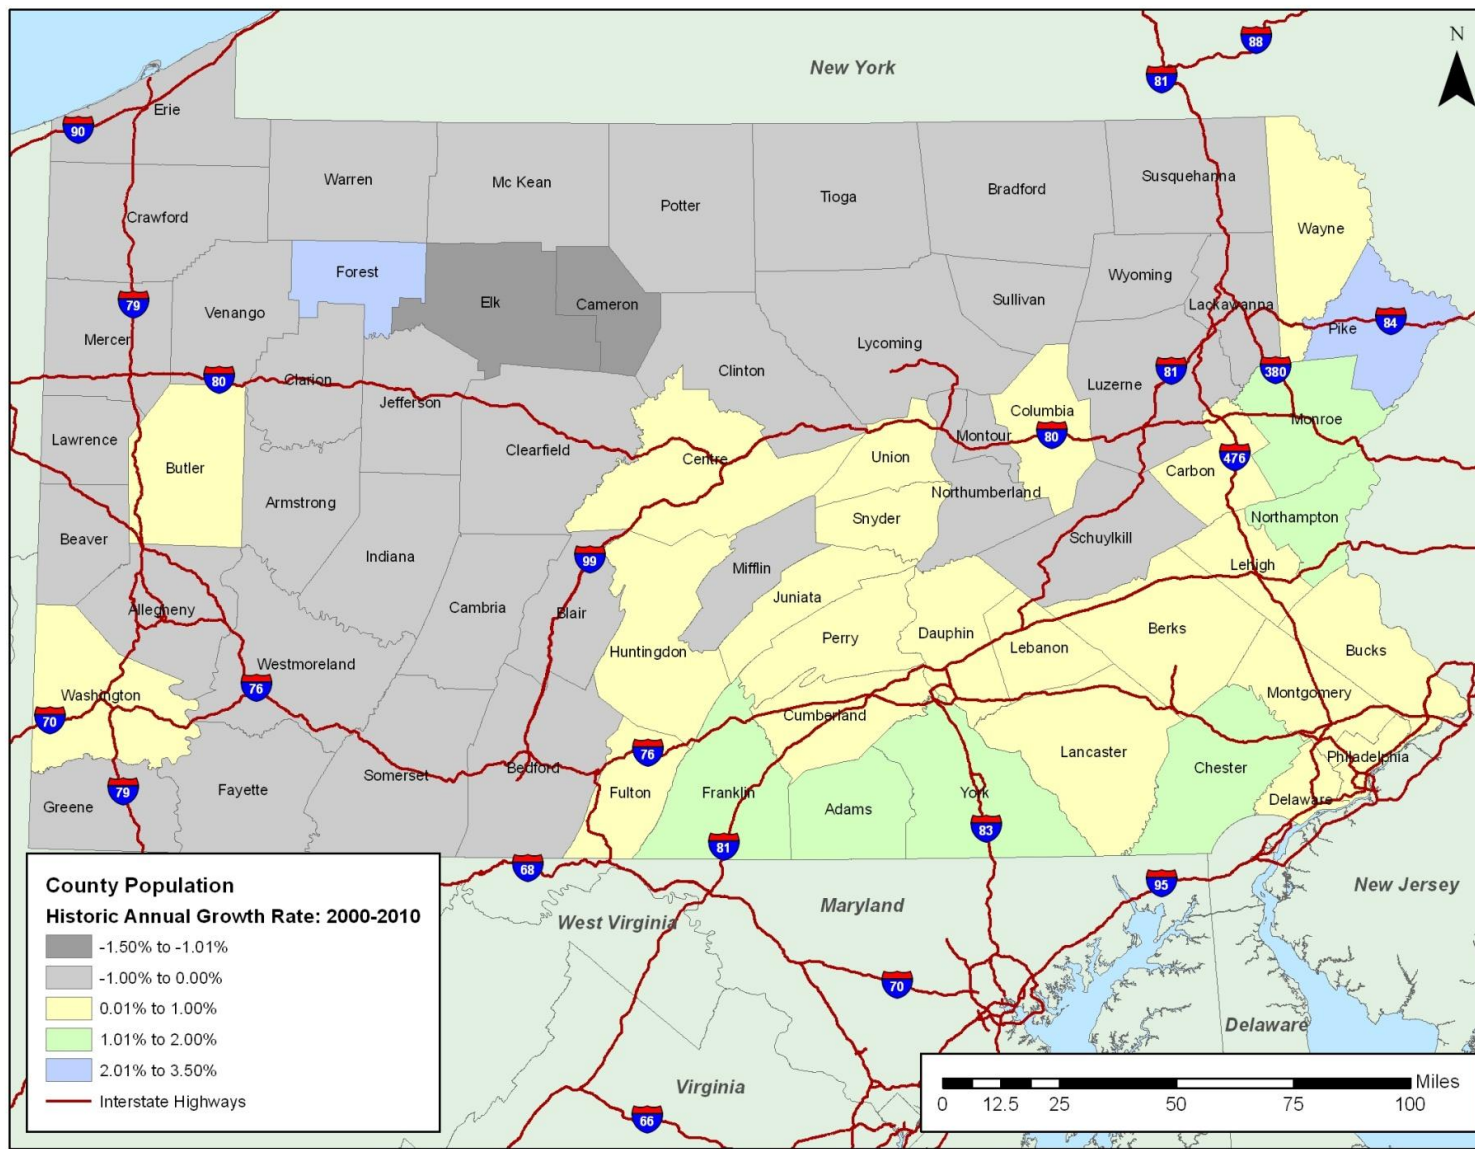 N
New York
88
81
Erie
90
Warren
Mc Kean
Potter
Tioga
Bradford
Susquehanna
Crawford
Wayne
Forest
Elk
Cameron
Wyoming
Sullivan
Lackawanna
79
Venango
Pike
84
Mercer
Lycoming
80
Clarion
Jefferson
Clinton
Luzerne
81
380
Columbia
Monroe
Lawrence
Butler
Clearfield
Centre
Union
Montour
80
Carbon
476
Armstrong
Snyder
Northumberland
Northampton
Beaver
Indiana
99
Mifflin
Schuylkill
Lehigh
Allegheny
Cambria
Blair
Juniata
Huntingdon
Perry
Dauphin
Lebanon
Berks
Bucks
Westmoreland
Washington
76
70
Montgomery
Cumberland
76
Lancaster
Philadelphia
Chester
Somerset
Bedford
Fayette
Greene
79
Fulton
Franklin
Adams
York
Delaware
81
83
68
95
New Jersey
West Virginia
Maryland
70
Delaware
Virginia
66
County Population
Historic Annual Growth Rate: 2000-2010
-1.50% to -1.01%
-1.00% to 0.00%
0.01% to 1.00%
1.01% to 2.00%
2.01% to 3.50%
Interstate Highways
Miles
0 12.5 25 50 75 100